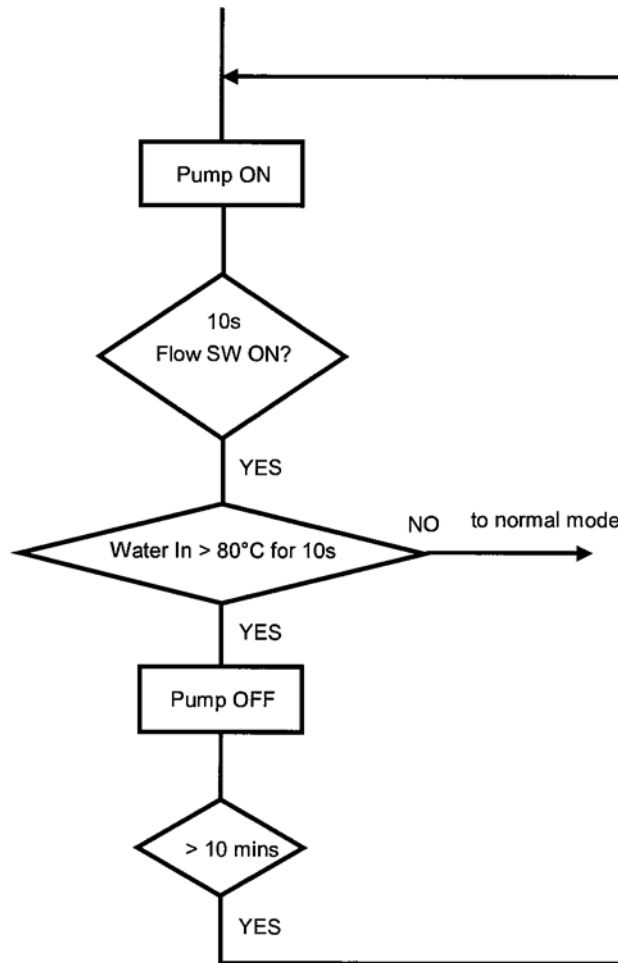 Pump ON
10s
Flow SW ON?
YES
Water In > 80°C for 10s
NO
to normal mode
YES
Pump OFF
> 10 mins
YES